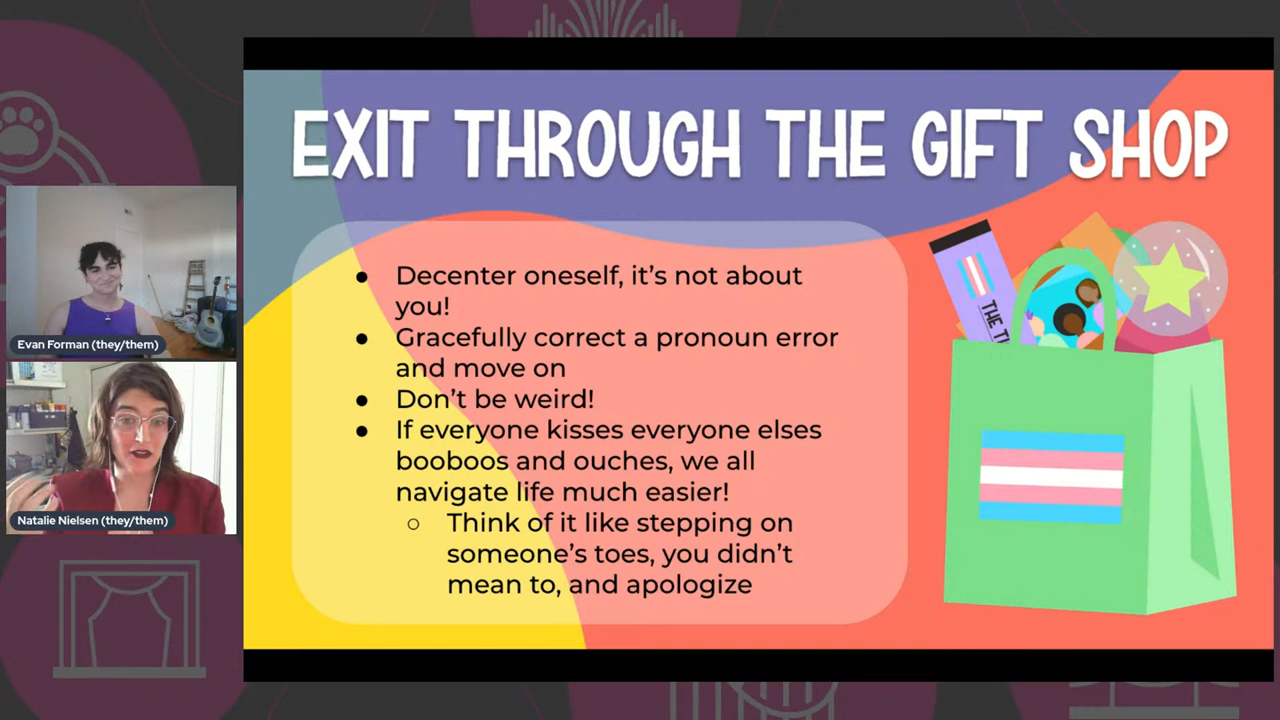 EXIT THROUGH THE GIFT SHOP
● Decenter oneself, it's not about
you!
● Gracefully correct a pronoun error
and move on
● Don't be weird!
● If everyone kisses everyone elses
booboos and ouches, we all
navigate life much easier!
○ Think of it like stepping on
someone's toes, you didn't
mean to, and apologize
THE
Evan Forman (they/them)
Natalie Nielsen (they/them)